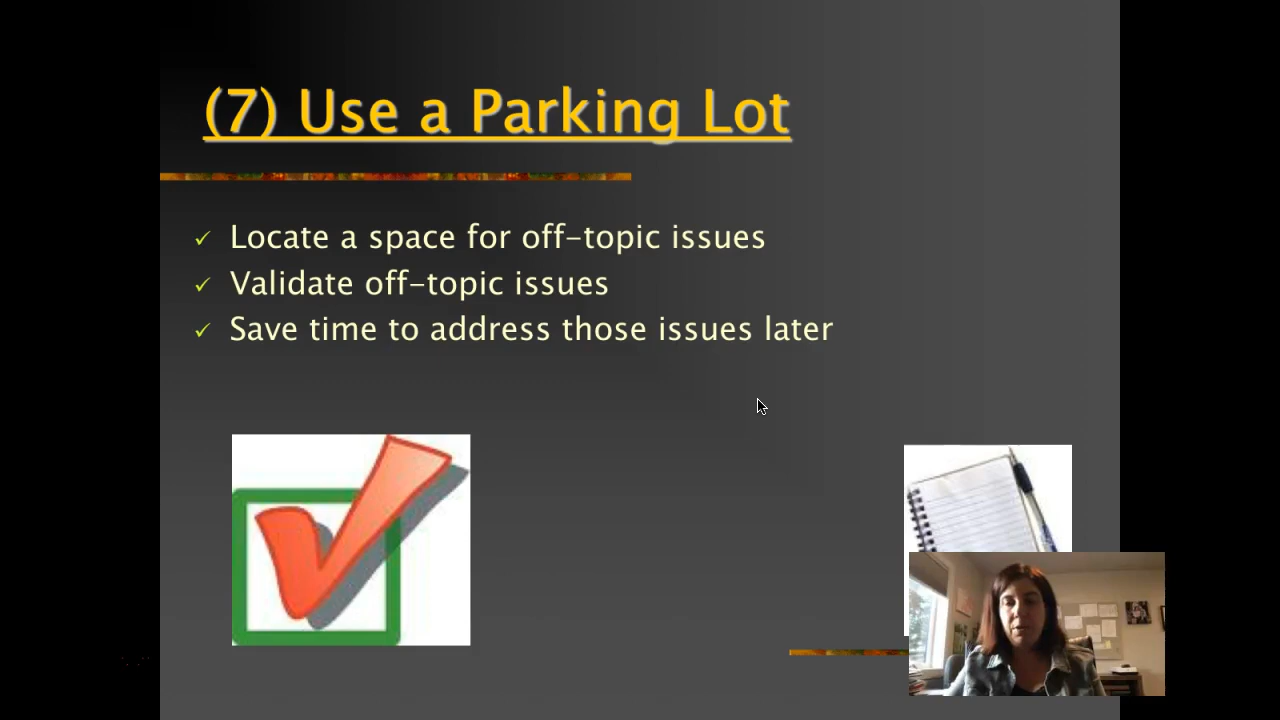 (7) Use a Parking Lot
Locate a space for off-topic issues
Validate off-topic issues
Save time to address those issues later